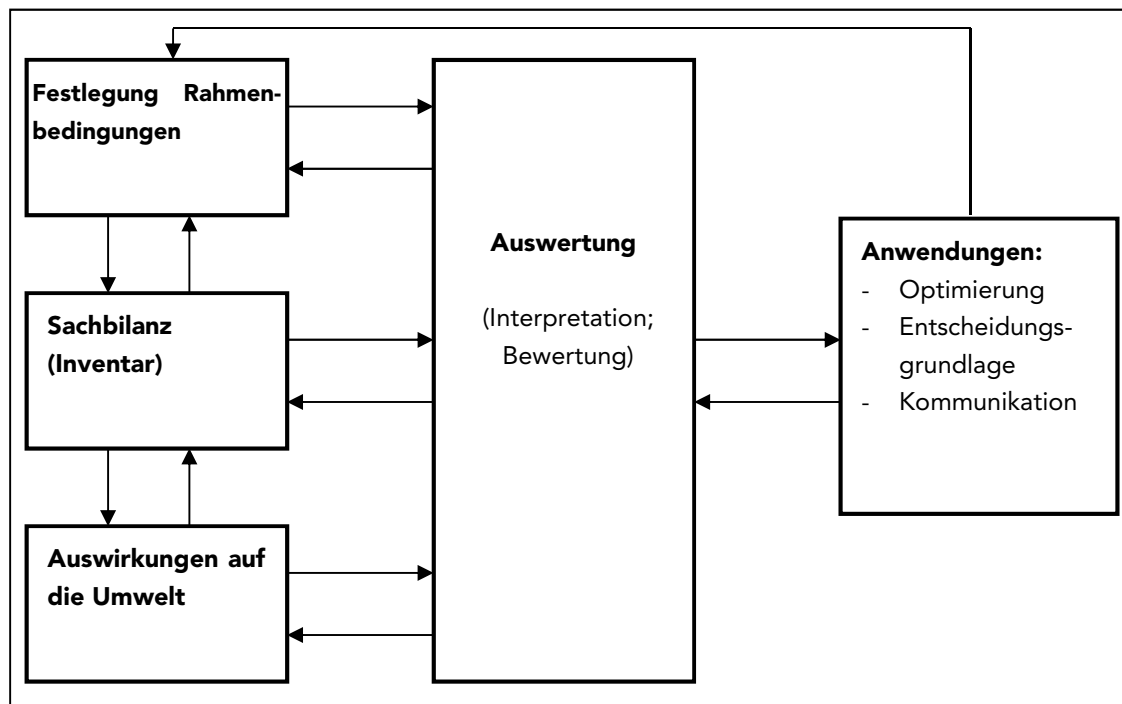 Festlegung Rahmen-
bedingungen
Sachbilanz
(Inventar)
Auswirkungen auf
die Umwelt
Auswertung
(Interpretation;
Bewertung)
Anwendungen:
- Optimierung
- Entscheidungs-
grundlage
- Kommunikation